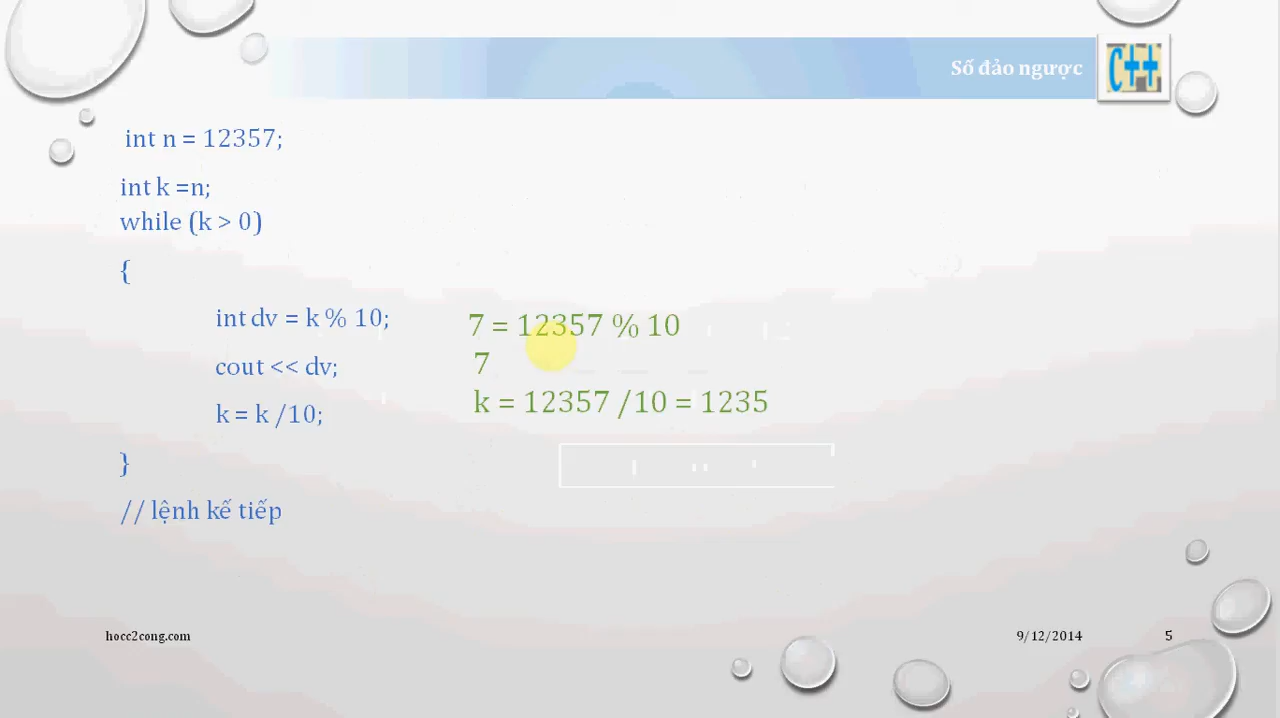 Số đảo ngược
C++
int n = 12357;
int k =n;
while (k > 0)
{
int dv = k % 10;
7 = 12357 % 10
cout << dv;
7
k = k /10;
k = 12357 /10 = 1235
}
// lệnh kế tiếp
hocc2cong.com
9/12/2014
5